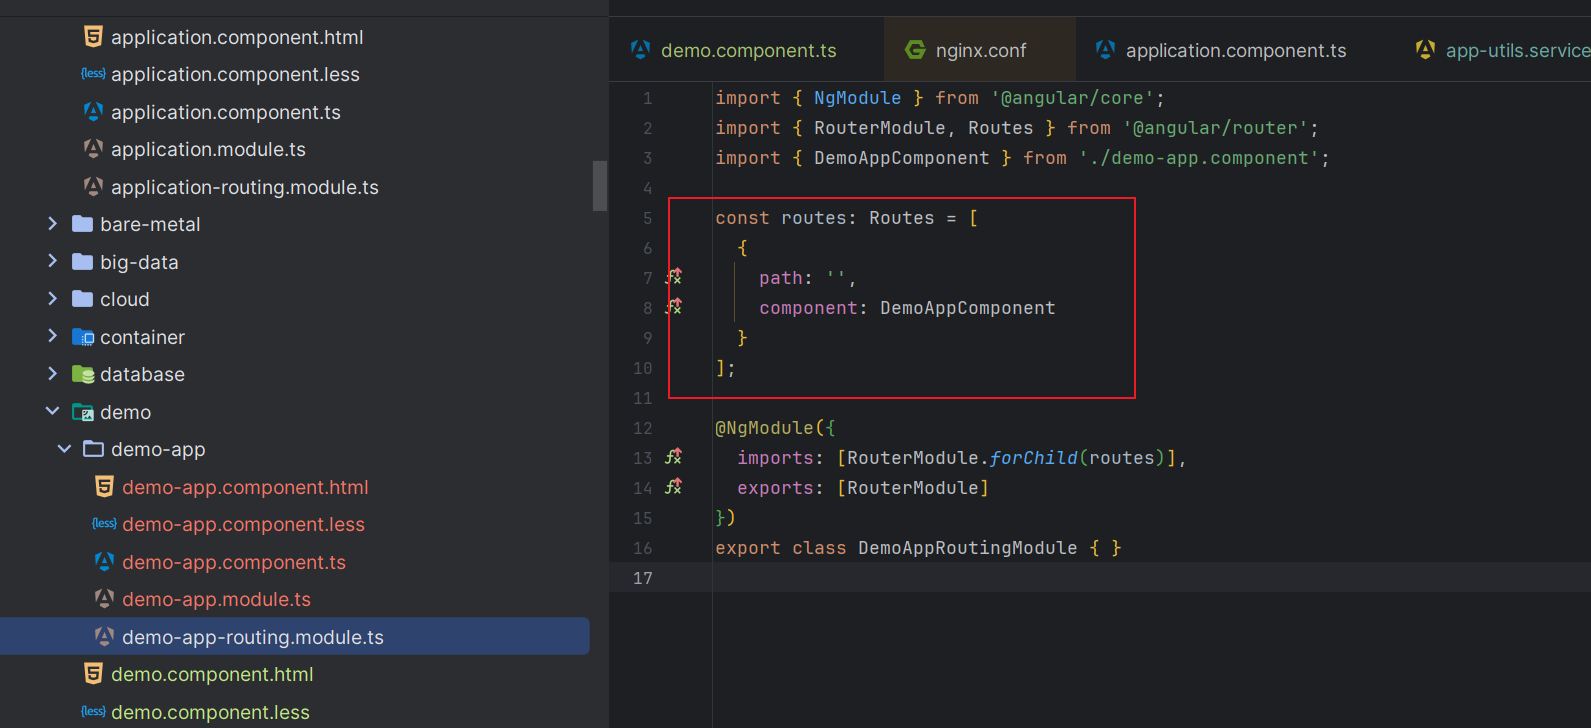 application.component.html
{less} application.component.less
application.component.ts
application.module.ts
application-routing.module.ts
bare-metal
big-data
cloud
container
database
demo
demo-app
demo-app.component.html
{less} demo-app.component.less
demo-app.component.ts
demo-app.module.ts
demo-app-routing.module.ts
demo.component.html
{less} demo.component.less
demo.component.ts nginx.conf application.component.ts app-utils.service
1 import { NgModule } from '@angular/core';
2 import { RouterModule, Routes } from '@angular/router';
3 import { DemoAppComponent } from './demo-app.component';
4
5 const routes: Routes = [
6 {
7 path: '',
8 component: DemoAppComponent
9 }
10 ];
11
12 @NgModule({
13 imports: [RouterModule.forChild(routes)],
14 exports: [RouterModule]
15 })
16 export class DemoAppRoutingModule { }
17